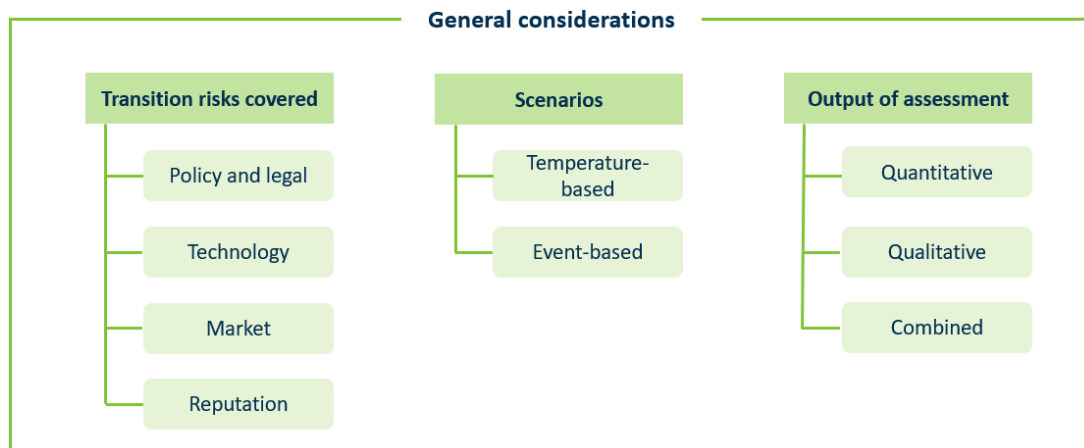 General considerations
Transition risks covered
Policy and legal
Technology
Market
Reputation
Scenarios
Temperature-
based
Event-based
Output of assessment
Quantitative
Qualitative
Combined